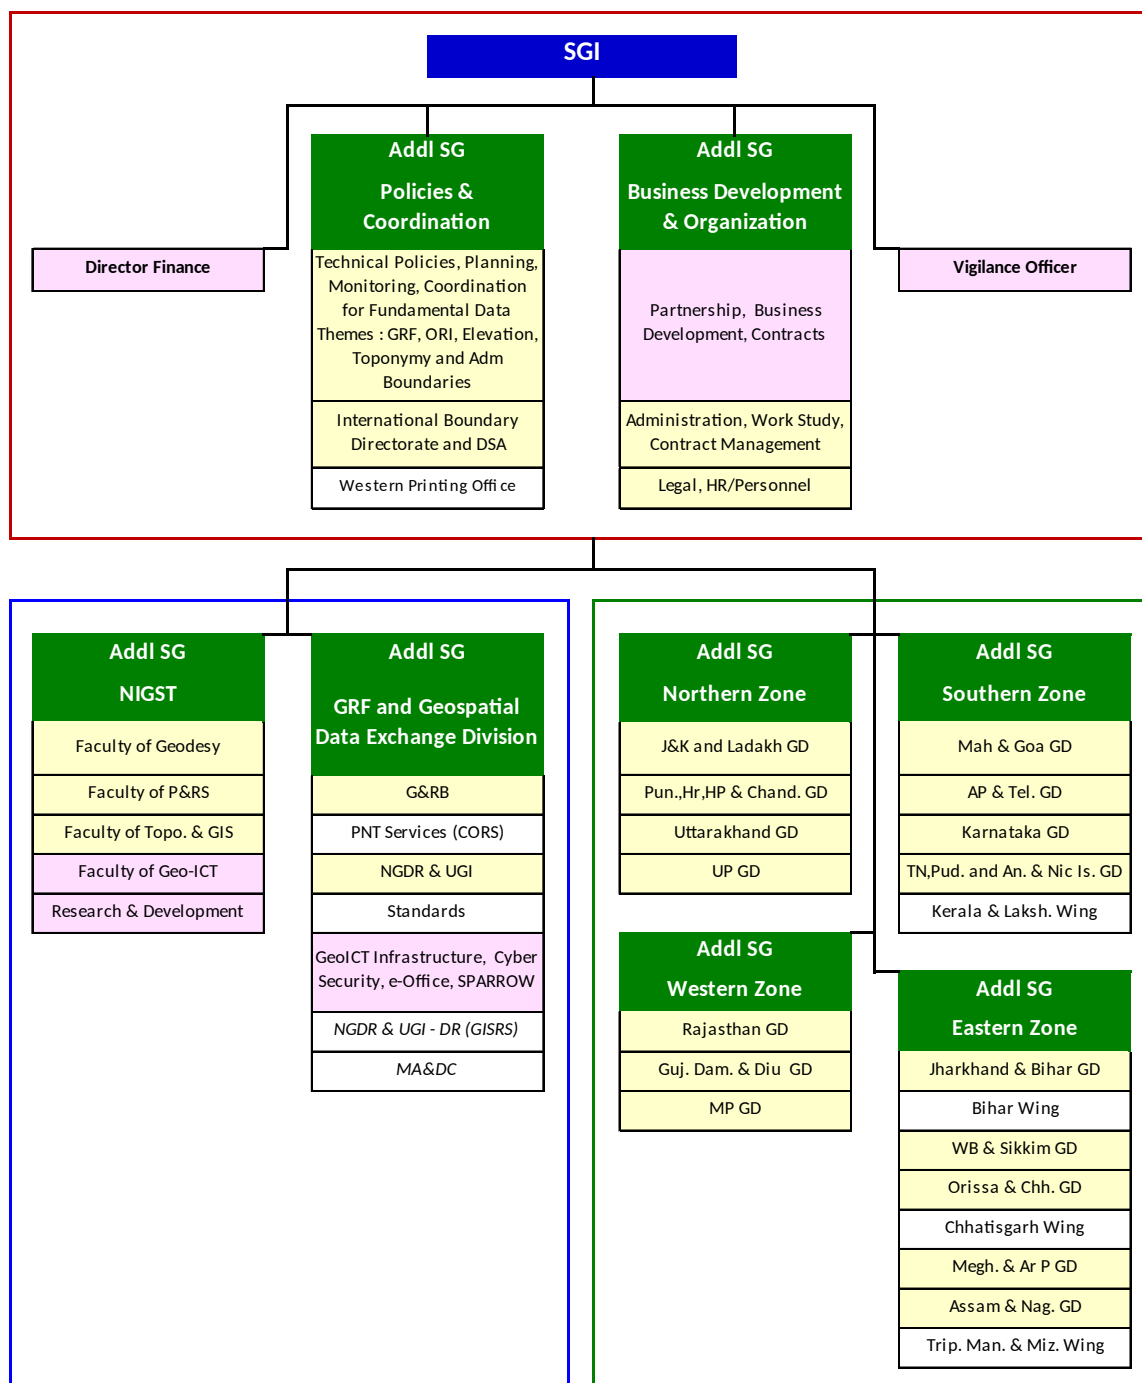 SGI
Addl SG
Policies &
Coordination
Addl SG
Business Development
& Organization
Director Finance
Vigilance Officer
Technical Policies, Planning,
Monitoring, Coordination
for Fundamental Data
Themes : GRF, ORI, Elevation,
Toponymy and Adm
Boundaries
International Boundary
Directorate and DSA
Western Printing Office
Partnership, Business
Development, Contracts
Administration, Work Study,
Contract Management
Legal, HR/Personnel
Addl SG
NIGST
Faculty of Geodesy
Faculty of P&RS
Faculty of Topo. & GIS
Faculty of Geo-ICT
Research & Development
Addl SG
GRF and Geospatial
Data Exchange Division
G&RB
PNT Services (CORS)
NGDR & UGI
Standards
GeoICT Infrastructure, Cyber
Security, e-Office, SPARROW
NGDR & UGI - DR (GISRS)
MA&DC
Addl SG
Northern Zone
J&K and Ladakh GD
Pun.,Hr,HP & Chand. GD
Uttarakhand GD
UP GD
Addl SG
Southern Zone
Mah & Goa GD
AP & Tel. GD
Karnataka GD
TN,Pud. and An. & Nic Is. GD
Kerala & Laksh. Wing
Addl SG
Western Zone
Rajasthan GD
Guj. Dam. & Diu GD
MP GD
Addl SG
Eastern Zone
Jharkhand & Bihar GD
Bihar Wing
WB & Sikkim GD
Orissa & Chh. GD
Chhatisgarh Wing
Megh. & Ar P GD
Assam & Nag. GD
Trip. Man. & Miz. Wing